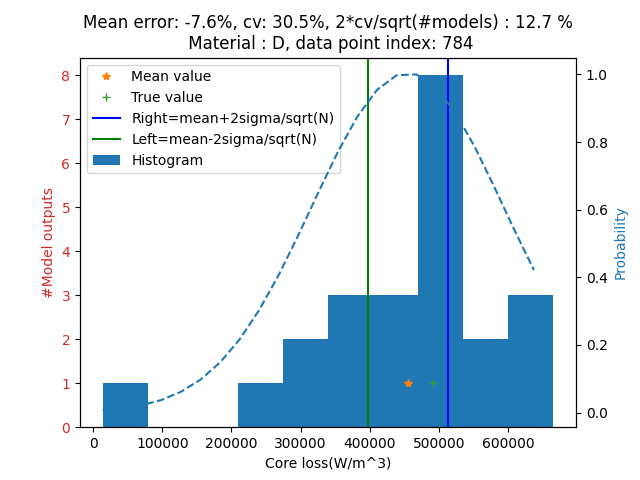 Mean error: -7.6%, cv: 30.5%, 2*cv/sqrt(#models) : 12.7 %
Material : D, data point index: 784
Mean value
True value
Right=mean+2sigma/sqrt(N)
Left=mean-2sigma/sqrt(N)
Histogram
#Model outputs
8
7
6
5
4
3
2
1
0
1.0
0.8
0.6
0.4
0.2
0.0
Probability
0 100000 200000 300000 400000 500000 600000
Core loss(W/m^3)